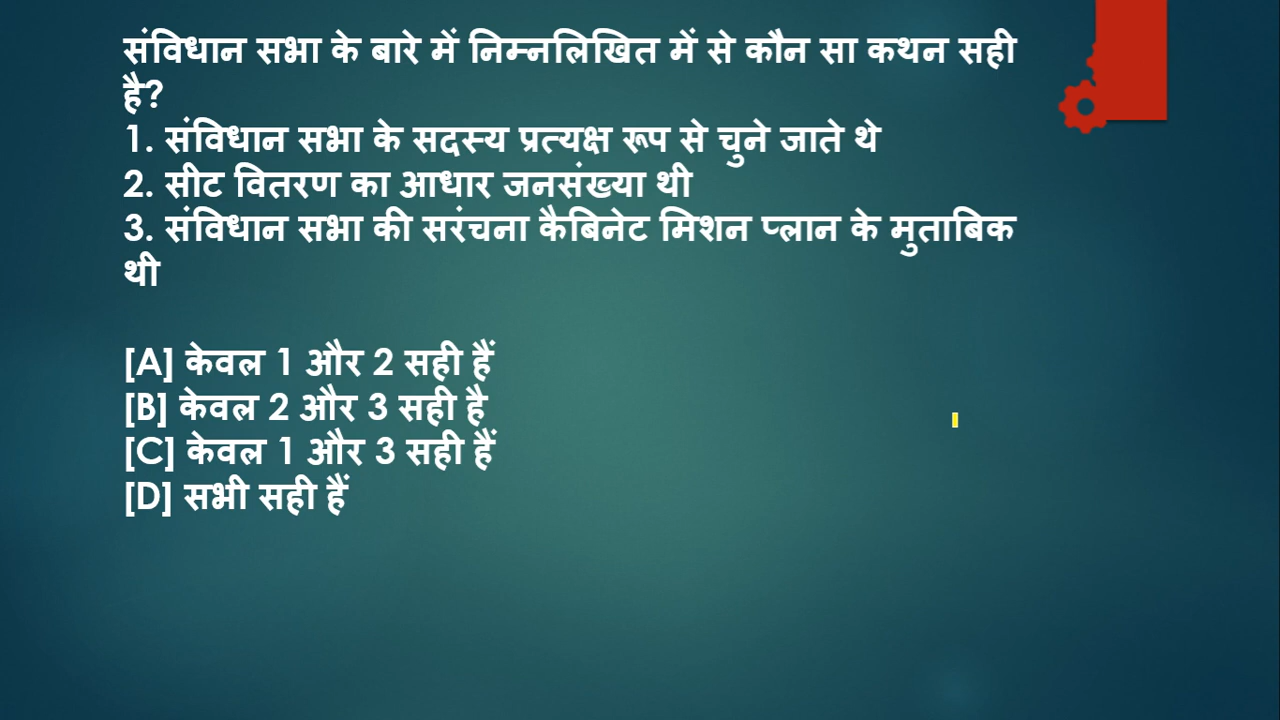 संविधान सभा के बारे में निम्नलिखित में से कौन सा कथन सही
है?
1. संविधान सभा के सदस्य प्रत्यक्ष रूप से चुने जाते थे
2. सीट वितरण का आधार जनसंख्या थी
3. संविधान सभा की सरंचना कैबिनेट मिशन प्लान के मुताबिक
थी
[A] केवल 1 और 2 सही हैं
[B] केवल 2 और 3 सही है
[C] केवल 1 और 3 सही हैं
[D] सभी सही हैं